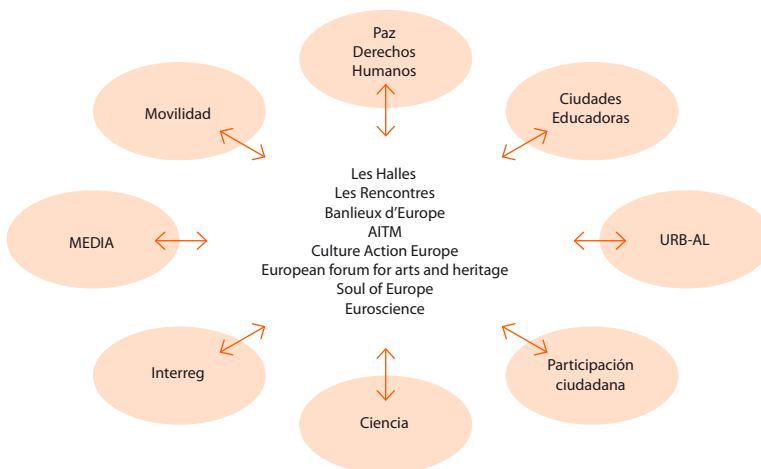 Paz
Derechos
Humanos
Movilidad
Ciudades
Educadoras
Les Halles
Les Rencontres
Banlieux d'Europe
AITM
Culture Action Europe
European forum for arts and heritage
Soul of Europe
Euroscience
MEDIA
URB-AL
Interreg
Participación
ciudadana
Ciencia